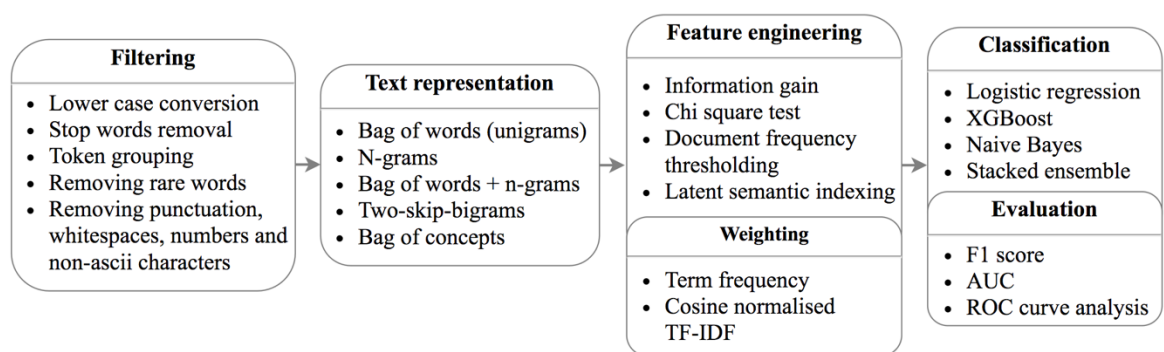 Filtering
• Lower case conversion
• Stop words removal
• Token grouping
• Removing rare words
• Removing punctuation,
whitespaces, numbers and
non-ascii characters
Text representation
• Bag of words (unigrams)
• N-grams
• Bag of words + n-grams
• Two-skip-bigrams
• Bag of concepts
Feature engineering
• Information gain
• Chi square test
• Document frequency
thresholding
• Latent semantic indexing
Weighting
• Term frequency
• Cosine normalised
TF-IDF
Classification
• Logistic regression
• XGBoost
• Naive Bayes
• Stacked ensemble
Evaluation
• F1 score
• AUC
• ROC curve analysis